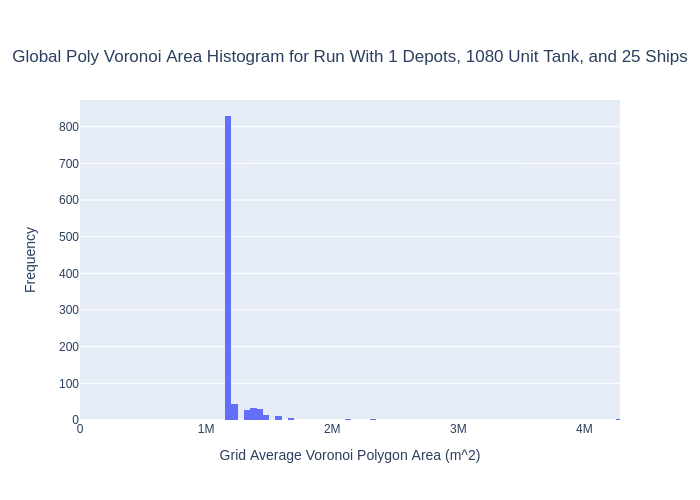 Global Poly Voronoi Area Histogram for Run With 1 Depots, 1080 Unit Tank, and 25 Ships
800
700
600
500
400
300
200
100
0
0 1M 2M 3M 4M
Frequency
Grid Average Voronoi Polygon Area (m^2)